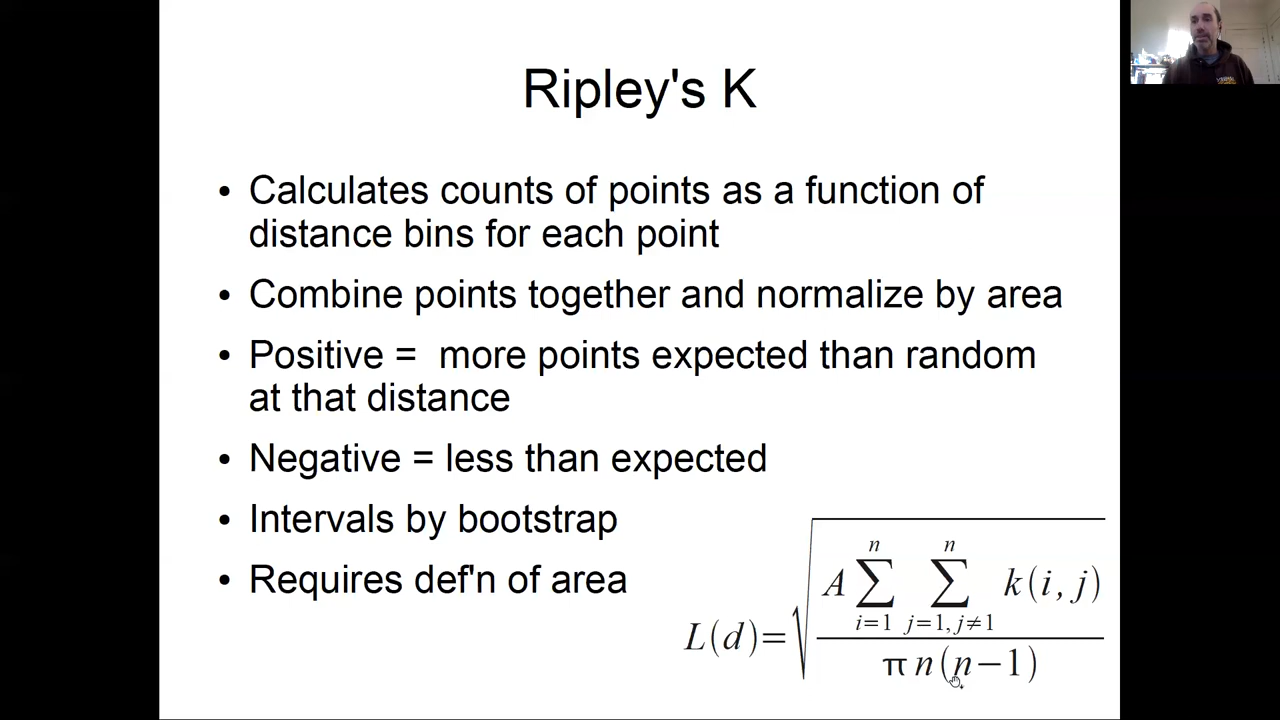 Ripley's K
• Calculates counts of points as a function of
distance bins for each point
• Combine points together and normalize by area
• Positive = more points expected than random
at that distance
• Negative = less than expected
• Intervals by bootstrap
• Requires def'n of area
L(d)=√(A∑_{i=1}^{n} ∑_{j=1, j≠1}^{n} k(i, j) / π n(n−1))